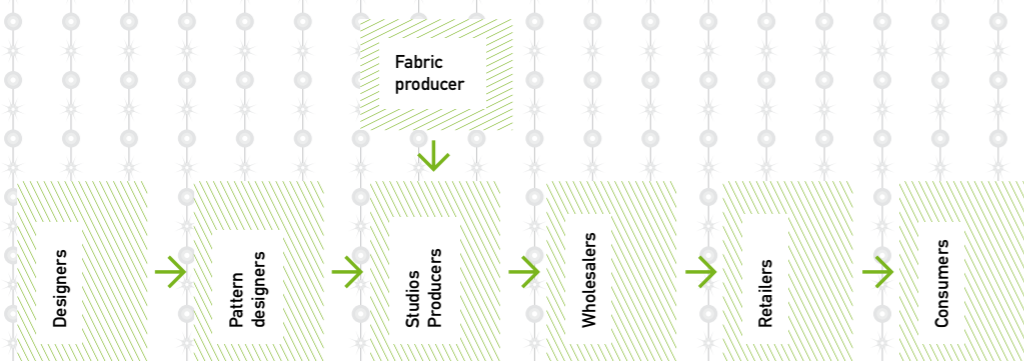 Fabric
producer
Designers
Pattern
designers
Studios
Producers
Wholesalers
Retailers
Consumers